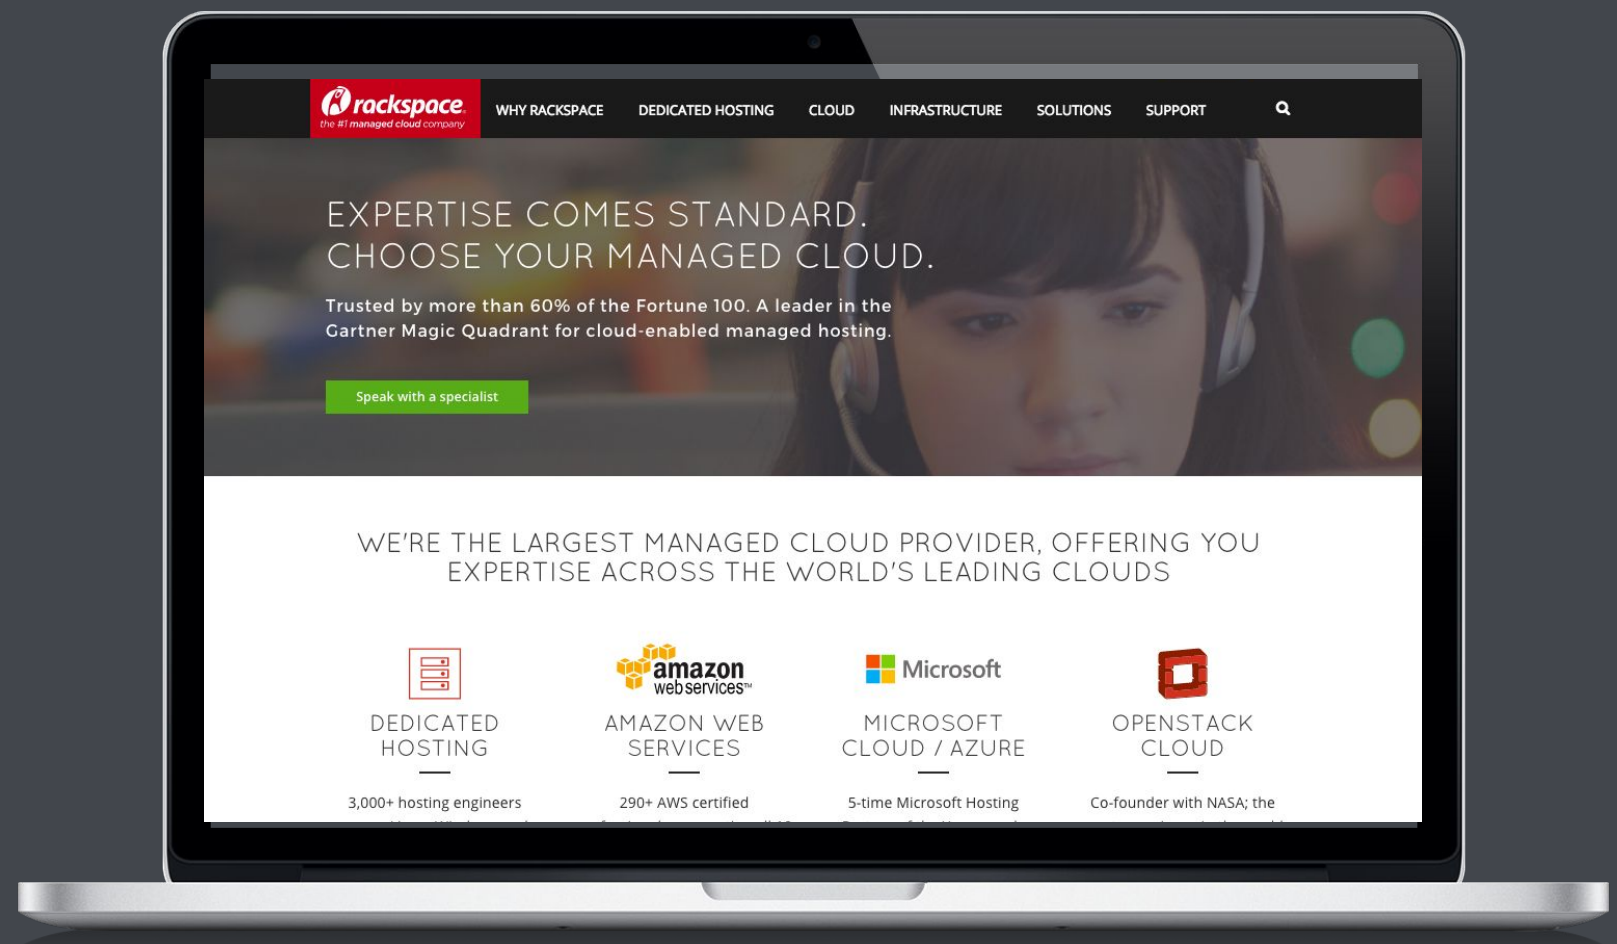 rackspace.
the #1 managed cloud company
WHY RACKSPACE
DEDICATED HOSTING
CLOUD
INFRASTRUCTURE
SOLUTIONS
SUPPORT
EXPERTISE COMES STANDARD.
CHOOSE YOUR MANAGED CLOUD.
Trusted by more than 60% of the Fortune 100. A leader in the
Gartner Magic Quadrant for cloud-enabled managed hosting.
Speak with a specialist
WE'RE THE LARGEST MANAGED CLOUD PROVIDER, OFFERING YOU
EXPERTISE ACROSS THE WORLD'S LEADING CLOUDS
DEDICATED
HOSTING
3,000+ hosting engineers
amazon
web services™
AMAZON WEB
SERVICES
290+ AWS certified
Microsoft
MICROSOFT
CLOUD / AZURE
5-time Microsoft Hosting
OPENSTACK
CLOUD
Co-founder with NASA; the